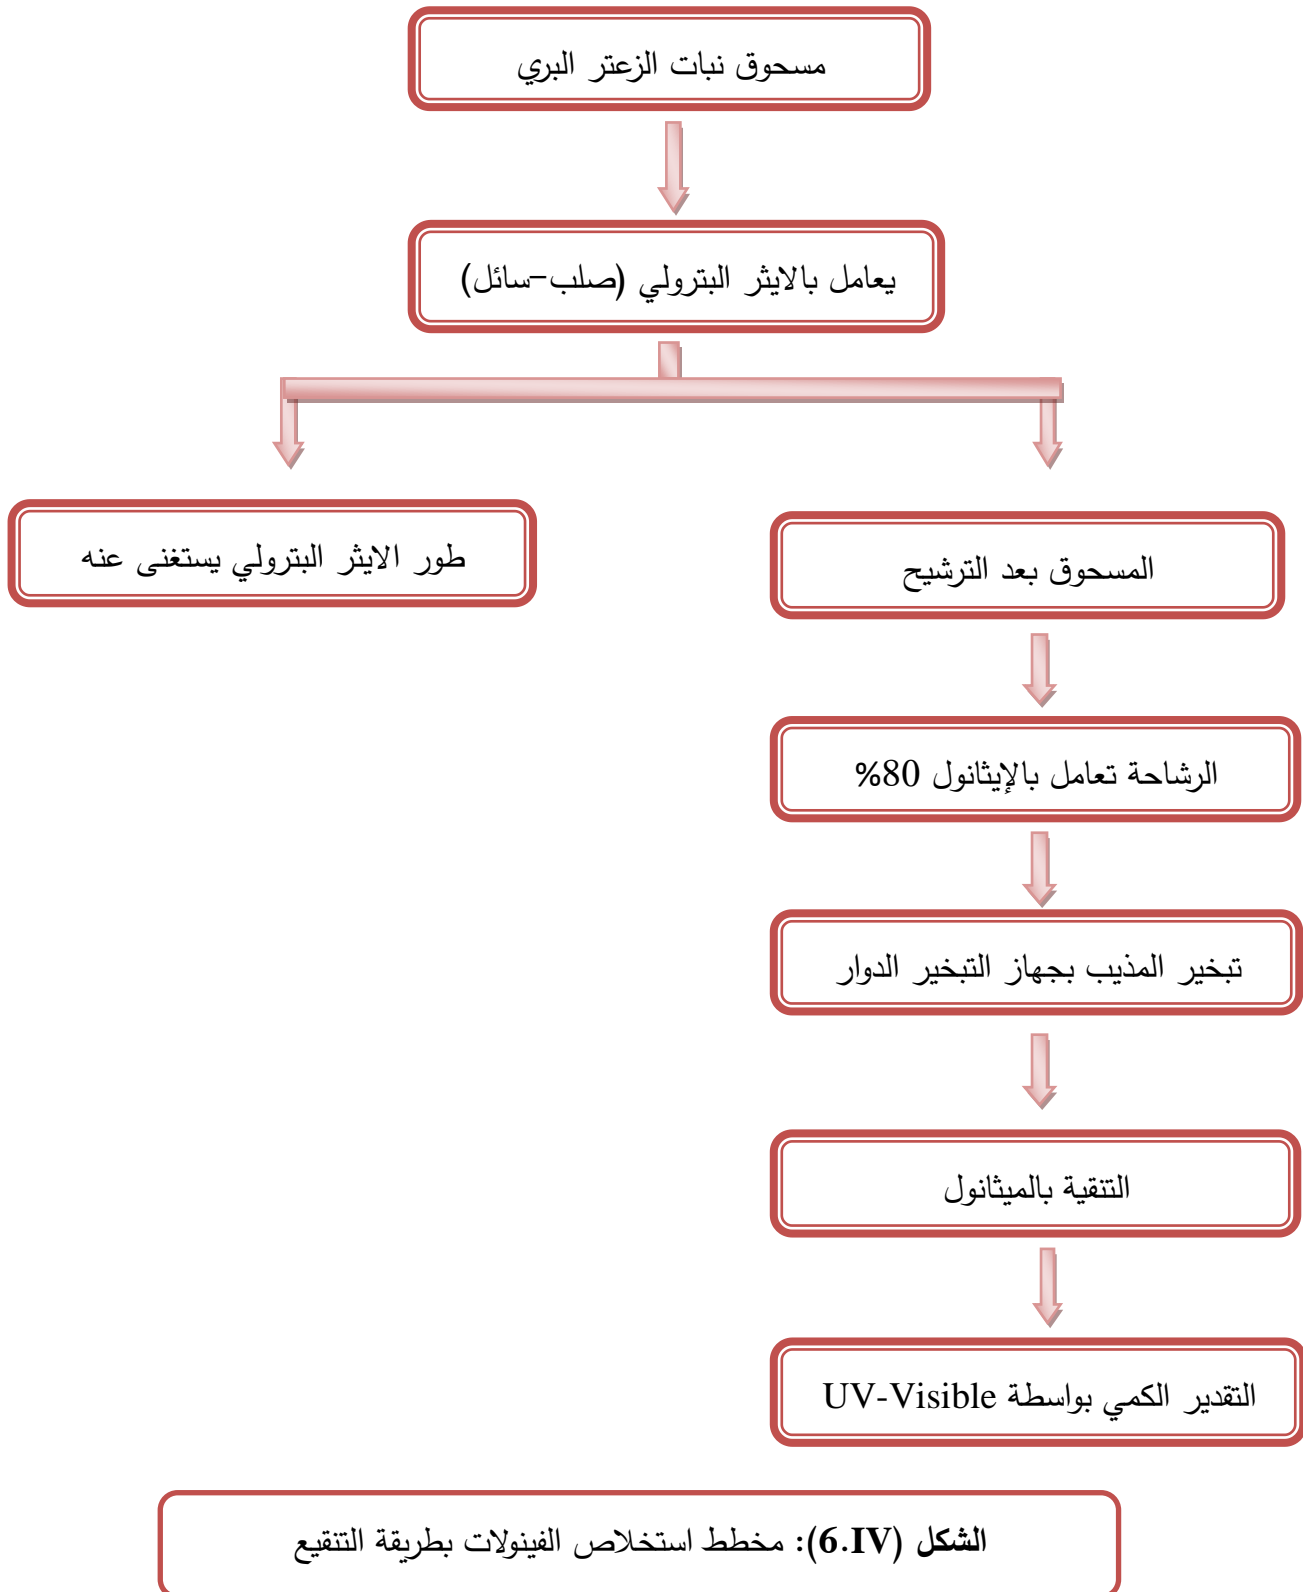 مسحوق نبات الزعتر البري
يعامل بالايثر البترولي (صلب-سائل)
المسحوق بعد الترشيح
طور الايثر البترولي يستغنى عنه
الرشاحة تعامل بالإيثانول 80%
تبخير المذيب بجهاز التبخير الدوار
التنقية بالميثانول
التقدير الكمي بواسطة UV-Visible
الشكل (6.IV): مخطط استخلاص الفينولات بطريقة التنقيع